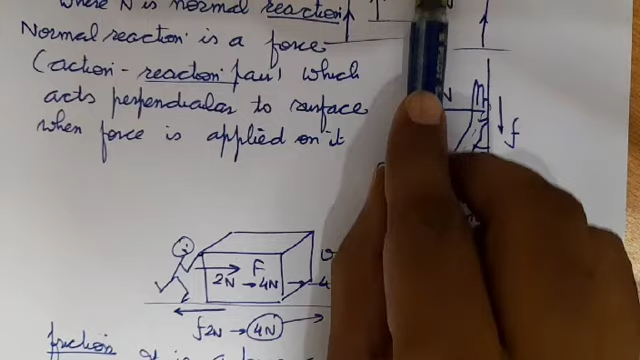 where N is normal reaction
Normal reaction is a force
(action - reaction pair) which
acts perpendicular to surface
when force is applied on it
N
m
f
F
2N → 4N →
f 2N → 4N
friction